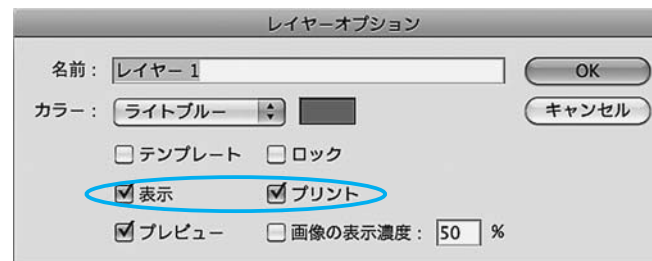 レイヤーオプション
名前： レイヤー 1 OK
カラー： ライトブルー キャンセル
テンプレート ロック
表示 プリント
プレビュー 画像の表示濃度： 50 %